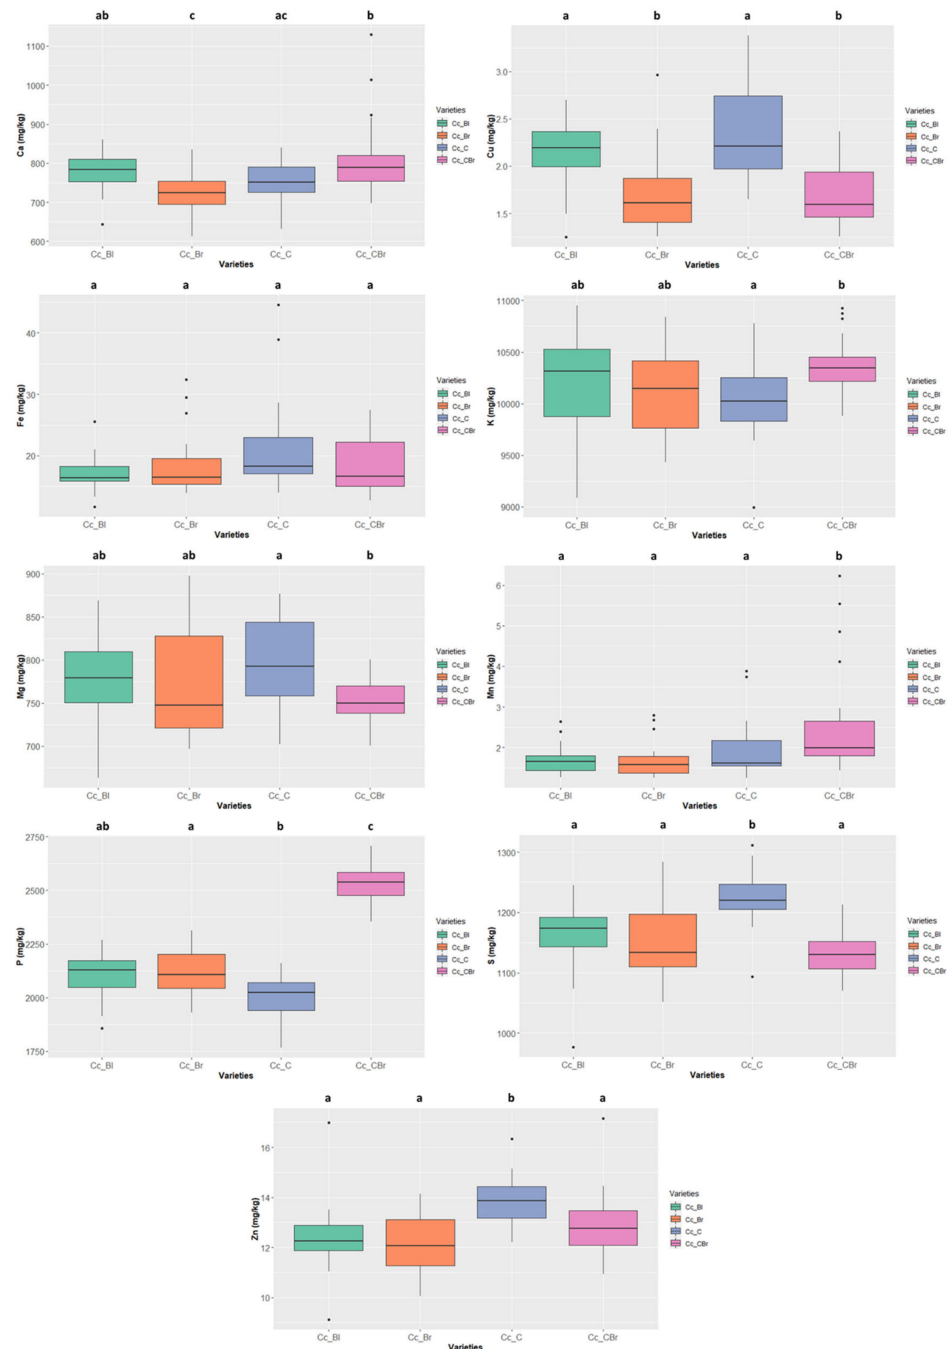 ab c ac b
Ca (mg/kg)
1100
1000
900
800
700
600
Cc_Bl Cc_Br Cc_C Cc_CBr
Varieties
Varieties
Cc_Bl
Cc_Br
Cc_C
Cc_CBr
a b a b
Cu (mg/kg)
3.0
2.5
2.0
1.5
Cc_Bl Cc_Br Cc_C Cc_CBr
Varieties
Varieties
Cc_Bl
Cc_Br
Cc_C
Cc_CBr
a a a a
Fe (mg/kg)
40
30
20
Cc_Bl Cc_Br Cc_C Cc_CBr
Varieties
Varieties
Cc_Bl
Cc_Br
Cc_C
Cc_CBr
ab ab a b
K (mg/kg)
11000
10500
10000
9500
9000
Cc_Bl Cc_Br Cc_C Cc_CBr
Varieties
Varieties
Cc_Bl
Cc_Br
Cc_C
Cc_CBr
ab ab a b
Mg (mg/kg)
900
850
800
750
700
Cc_Bl Cc_Br Cc_C Cc_CBr
Varieties
Varieties
Cc_Bl
Cc_Br
Cc_C
Cc_CBr
a a a b
Mn (mg/kg)
6
5
4
3
2
Cc_Bl Cc_Br Cc_C Cc_CBr
Varieties
Varieties
Cc_Bl
Cc_Br
Cc_C
Cc_CBr
ab a b c
P (mg/kg)
2750
2500
2250
2000
1750
Cc_Bl Cc_Br Cc_C Cc_CBr
Varieties
Varieties
Cc_Bl
Cc_Br
Cc_C
Cc_CBr
a a b a
S (mg/kg)
1300
1200
1100
1000
Cc_Bl Cc_Br Cc_C Cc_CBr
Varieties
Varieties
Cc_Bl
Cc_Br
Cc_C
Cc_CBr
a a b a
Zn (mg/kg)
16
14
12
10
Cc_Bl Cc_Br Cc_C Cc_CBr
Varieties
Varieties
Cc_Bl
Cc_Br
Cc_C
Cc_CBr